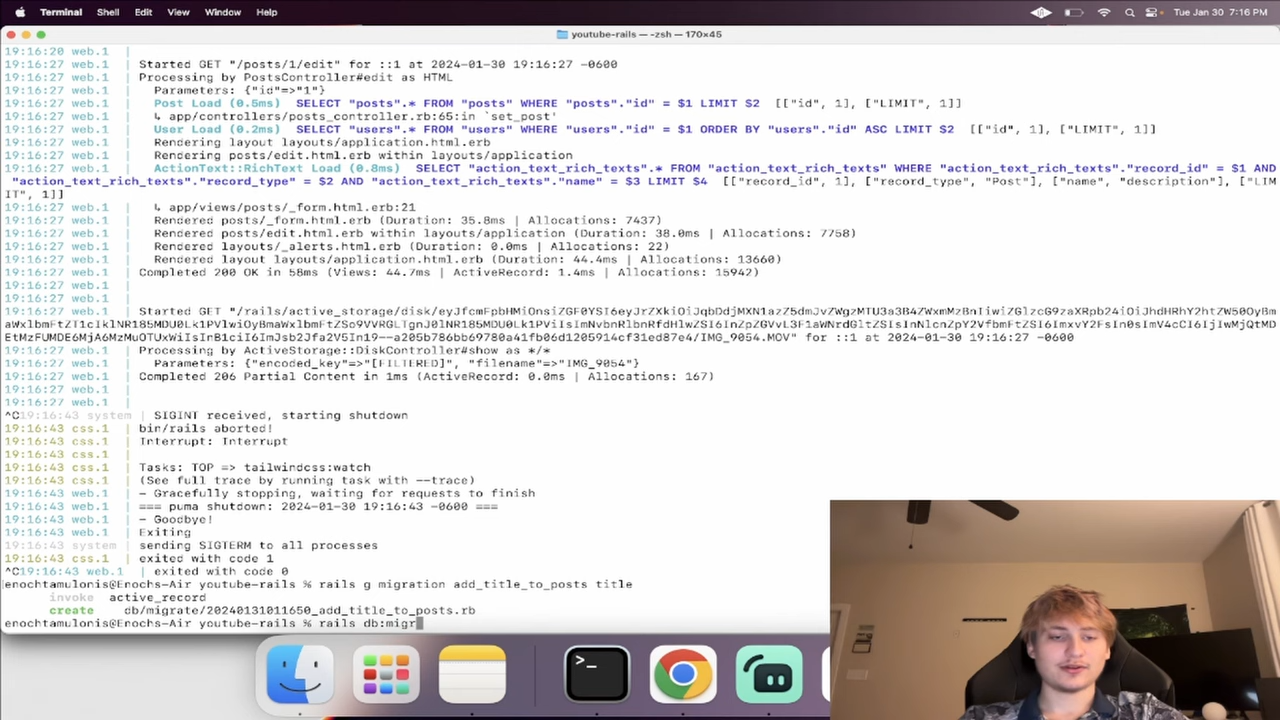 Terminal Shell Edit View Window Help Tue Jan 30 7:16 PM
youtube-rails — -zsh — 170×45
19:16:20 web.1 |
19:16:27 web.1 | Started GET "/posts/1/edit" for ::1 at 2024-01-30 19:16:27 -0600
19:16:27 web.1 | Processing by PostsController#edit as HTML
19:16:27 web.1 | Parameters: {"id"=>"1"}
19:16:27 web.1 | Post Load (0.5ms) SELECT "posts".* FROM "posts" WHERE "posts"."id" = $1 LIMIT $2 [["id", 1], ["LIMIT", 1]]
19:16:27 web.1 | ↳ app/controllers/posts_controller.rb:65:in `set_post'
19:16:27 web.1 | User Load (0.2ms) SELECT "users".* FROM "users" WHERE "users"."id" = $1 ORDER BY "users"."id" ASC LIMIT $2 [["id", 1], ["LIMIT", 1]]
19:16:27 web.1 | Rendering layout layouts/application.html.erb
19:16:27 web.1 | Rendering posts/edit.html.erb within layouts/application
19:16:27 web.1 | ActionText::RichText Load (0.8ms) SELECT "action_text_rich_texts".* FROM "action_text_rich_texts" WHERE "action_text_rich_texts"."record_id" = $1 AND
"action_text_rich_texts"."record_type" = $2 AND "action_text_rich_texts"."name" = $3 LIMIT $4 [["record_id", 1], ["record_type", "Post"], ["name", "description"], ["LIM
IT", 1]]
19:16:27 web.1 | ↳ app/views/posts/_form.html.erb:21
19:16:27 web.1 | Rendered posts/_form.html.erb (Duration: 35.8ms | Allocations: 7437)
19:16:27 web.1 | Rendered posts/edit.html.erb within layouts/application (Duration: 38.0ms | Allocations: 7758)
19:16:27 web.1 | Rendered layouts/_alerts.html.erb (Duration: 0.0ms | Allocations: 22)
19:16:27 web.1 | Rendered layout layouts/application.html.erb (Duration: 44.4ms | Allocations: 13660)
19:16:27 web.1 | Completed 200 OK in 58ms (Views: 44.7ms | ActiveRecord: 1.4ms | Allocations: 15942)
19:16:27 web.1 |
19:16:27 web.1 |
19:16:27 web.1 | Started GET
IMG_9054.MOV" for ::1 at 2024-01-30 19:16:27 -0600
19:16:27 web.1 | Processing by ActiveStorage::DiskController#show as */*
19:16:27 web.1 | Parameters: {"encoded_key"=>"[FILTERED]", "filename"=>"IMG_9054"}
19:16:27 web.1 | Completed 206 Partial Content in 1ms (ActiveRecord: 0.0ms | Allocations: 167)
19:16:27 web.1 |
19:16:27 web.1 |
^C19:16:43 system | SIGINT received, starting shutdown
19:16:43 css.1 | bin/rails aborted!
19:16:43 css.1 | Interrupt: Interrupt
19:16:43 css.1 |
19:16:43 css.1 | Tasks: TOP => tailwindcss:watch
19:16:43 css.1 | (See full trace by running task with --trace)
19:16:43 web.1 | - Gracefully stopping, waiting for requests to finish
19:16:43 web.1 | === puma shutdown: 2024-01-30 19:16:43 -0600 ===
19:16:43 web.1 | - Goodbye!
19:16:43 web.1 | Exiting
19:16:43 system | sending SIGTERM to all processes
19:16:43 css.1 | exited with code 1
^C19:16:43 web.1 | exited with code 0
enochtamulonis@Enochs-Air youtube-rails % rails g migration add_title_to_posts title
invoke active_record
create db/migrate/20240131011650_add_title_to_posts.rb
enochtamulonis@Enochs-Air youtube-rails % rails db:migr